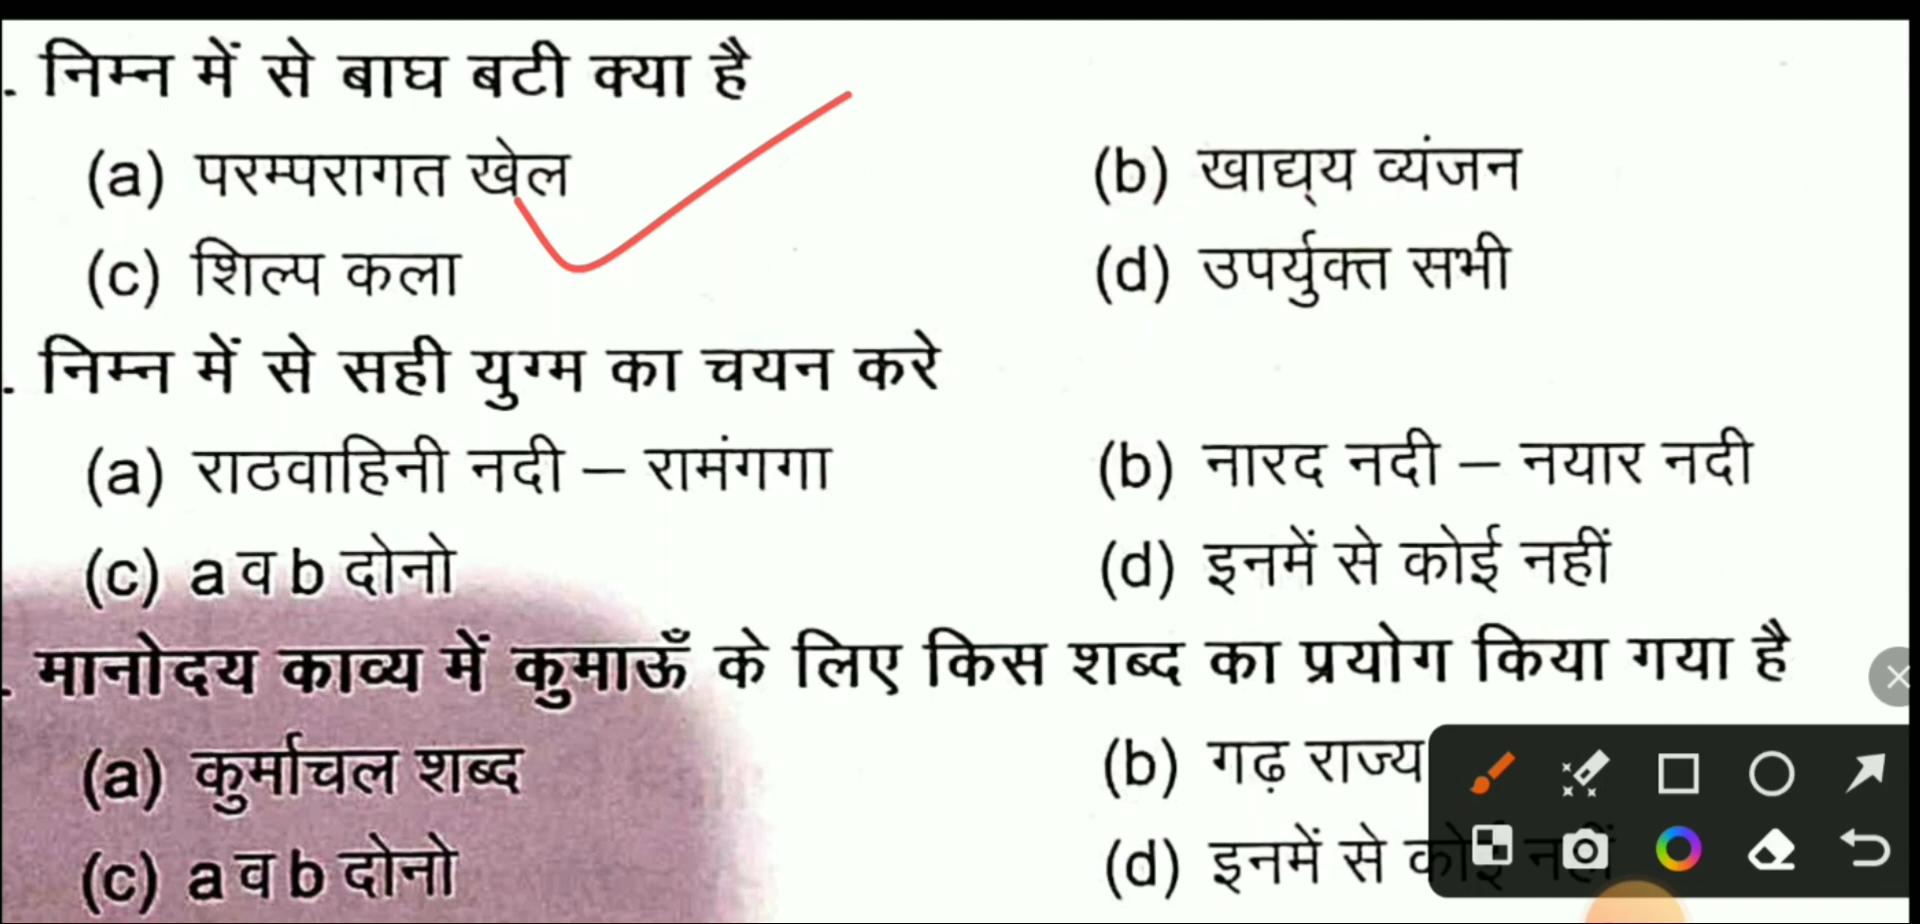 . निम्न में से बाघ बटी क्या है
(a) परम्परागत खेल (b) खाद्य्य व्यंजन
(c) शिल्प कला (d) उपर्युक्त सभी
. निम्न में से सही युग्म का चयन करे
(a) राठवाहिनी नदी – रामंगगा (b) नारद नदी – नयार नदी
(c) a व b दोनो (d) इनमें से कोई नहीं
. मानोदय काव्य में कुमाऊँ के लिए किस शब्द का प्रयोग किया गया है
(a) कुर्माचल शब्द (b) गढ़ राज्य
(c) a व b दोनो (d) इनमें से कोई नहीं